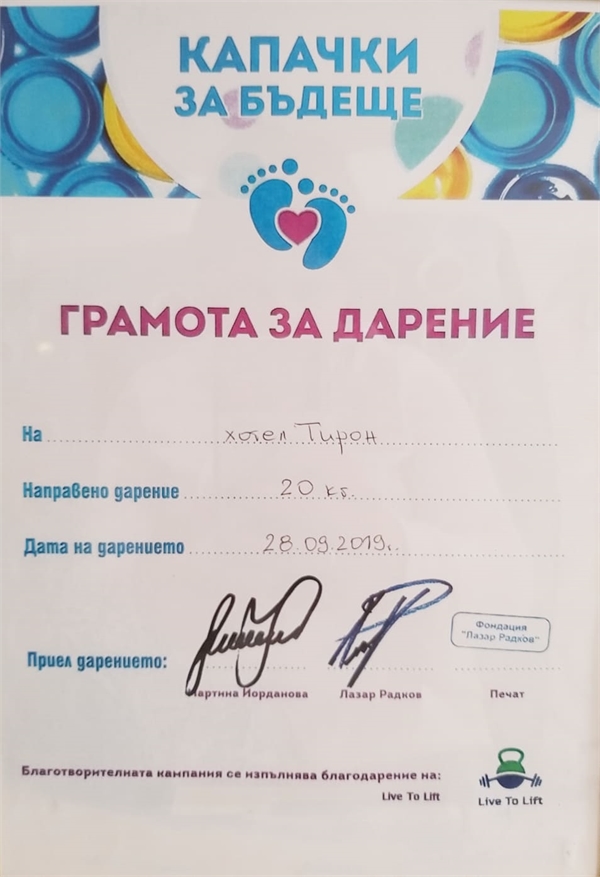 КАПАЧКИ
ЗА БЪДЕЩЕ
ГРАМОТА ЗА ДАРЕНИЕ
На хотел Тирон
Направено дарение 20 кг.
Дата на дарението 28.09.2019г.
Фондация
"Лазар Радков"
Приел дарението:
Мартина Йорданова Лазар Радков Печат
Благотворителната кампания се изпълнява благодарение на:
Live To Lift
Live To Lift